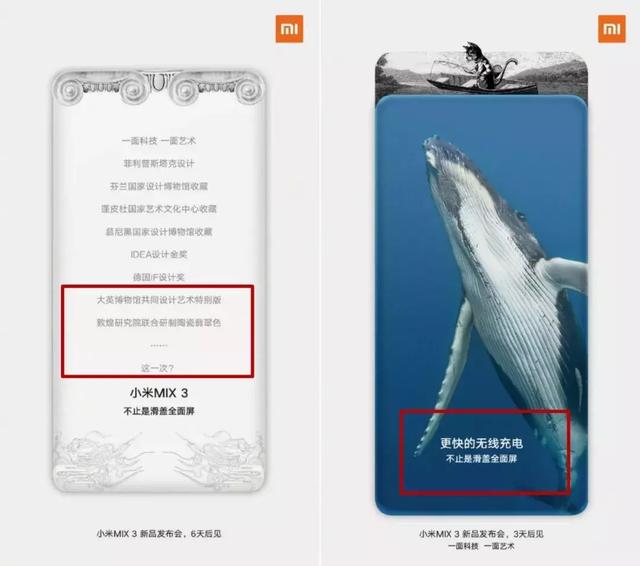 mi
一面科技 一面艺术
菲利普斯塔克设计
芬兰国家设计博物馆收藏
蓬皮杜国家艺术文化中心收藏
慕尼黑国家设计博物馆收藏
IDEA设计金奖
德国iF设计奖
大英博物馆共同设计艺术特别版
敦煌研究院联合研制陶瓷翡翠色
……
这一次?
小米MIX 3
不止是滑盖全面屏
小米MIX 3 新品发布会,6天后见
mi
更快的无线充电
不止是滑盖全面屏
小米MIX 3 新品发布会,3天后见
一面科技 一面艺术